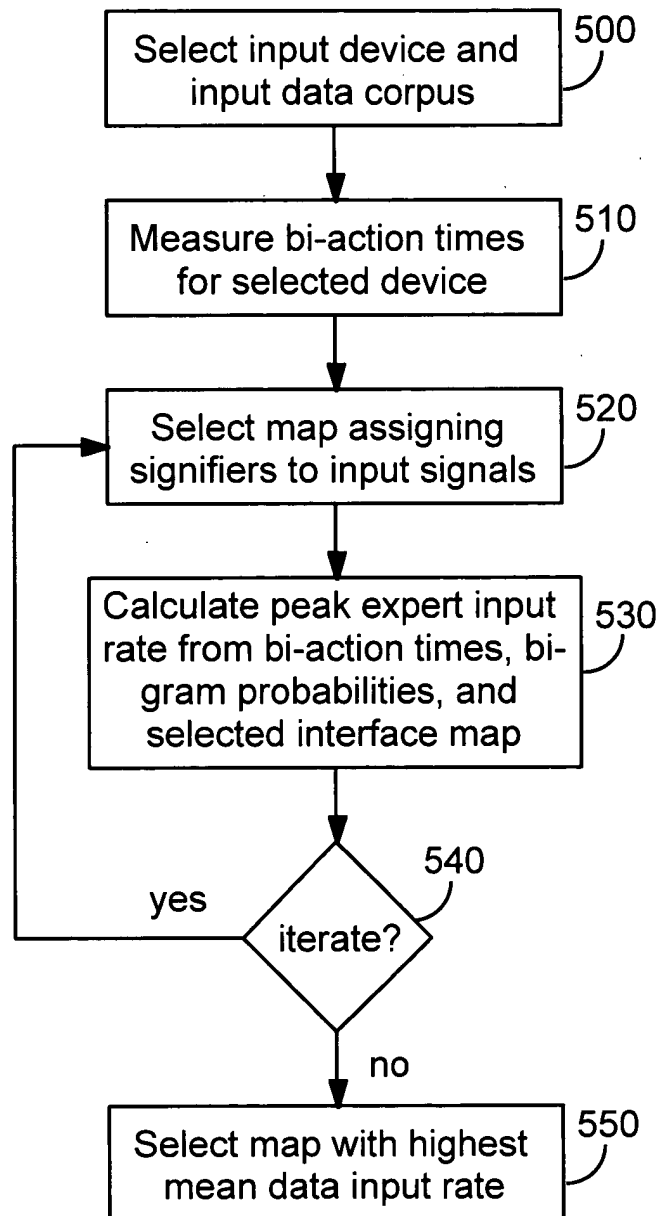 Select input device and
input data corpus
500
Measure bi-action times
for selected device
510
Select map assigning
signifiers to input signals
520
Calculate peak expert input
rate from bi-action times, bi-
gram probabilities, and
selected interface map
530
iterate?
540
yes
no
Select map with highest
mean data input rate
550